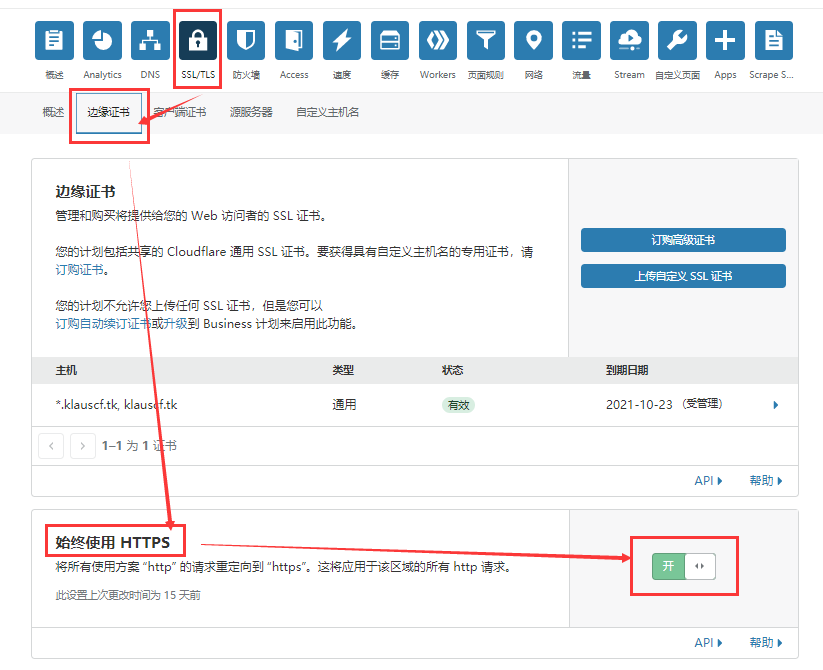 概述 Analytics DNS SSL/TLS 防火墙 Access 速度 缓存 Workers 页面规则 网络 流量 Stream 自定义页面 Apps Scrape S...
概述 边缘证书 客户端证书 源服务器 自定义主机名
边缘证书
管理和购买将提供给您的 Web 访问者的 SSL 证书。
您的计划包括共享的 Cloudflare 通用 SSL 证书。要获得具有自定义主机名的专用证书，请
订购证书。
您的计划不允许您上传任何 SSL 证书，但是您可以
订购自动续订证书或升级到 Business 计划来启用此功能。
订购高级证书
上传自定义 SSL 证书
主机 类型 状态 到期日期
*.klauscf.tk, klauscf.tk 通用 有效 2021-10-23 （受管理）
1–1 为 1 证书
API 帮助
始终使用 HTTPS
将所有使用方案 “http” 的请求重定向到 “https”。这将应用于该区域的所有 http 请求。
此设置上次更改时间为 15 天前
开
API 帮助